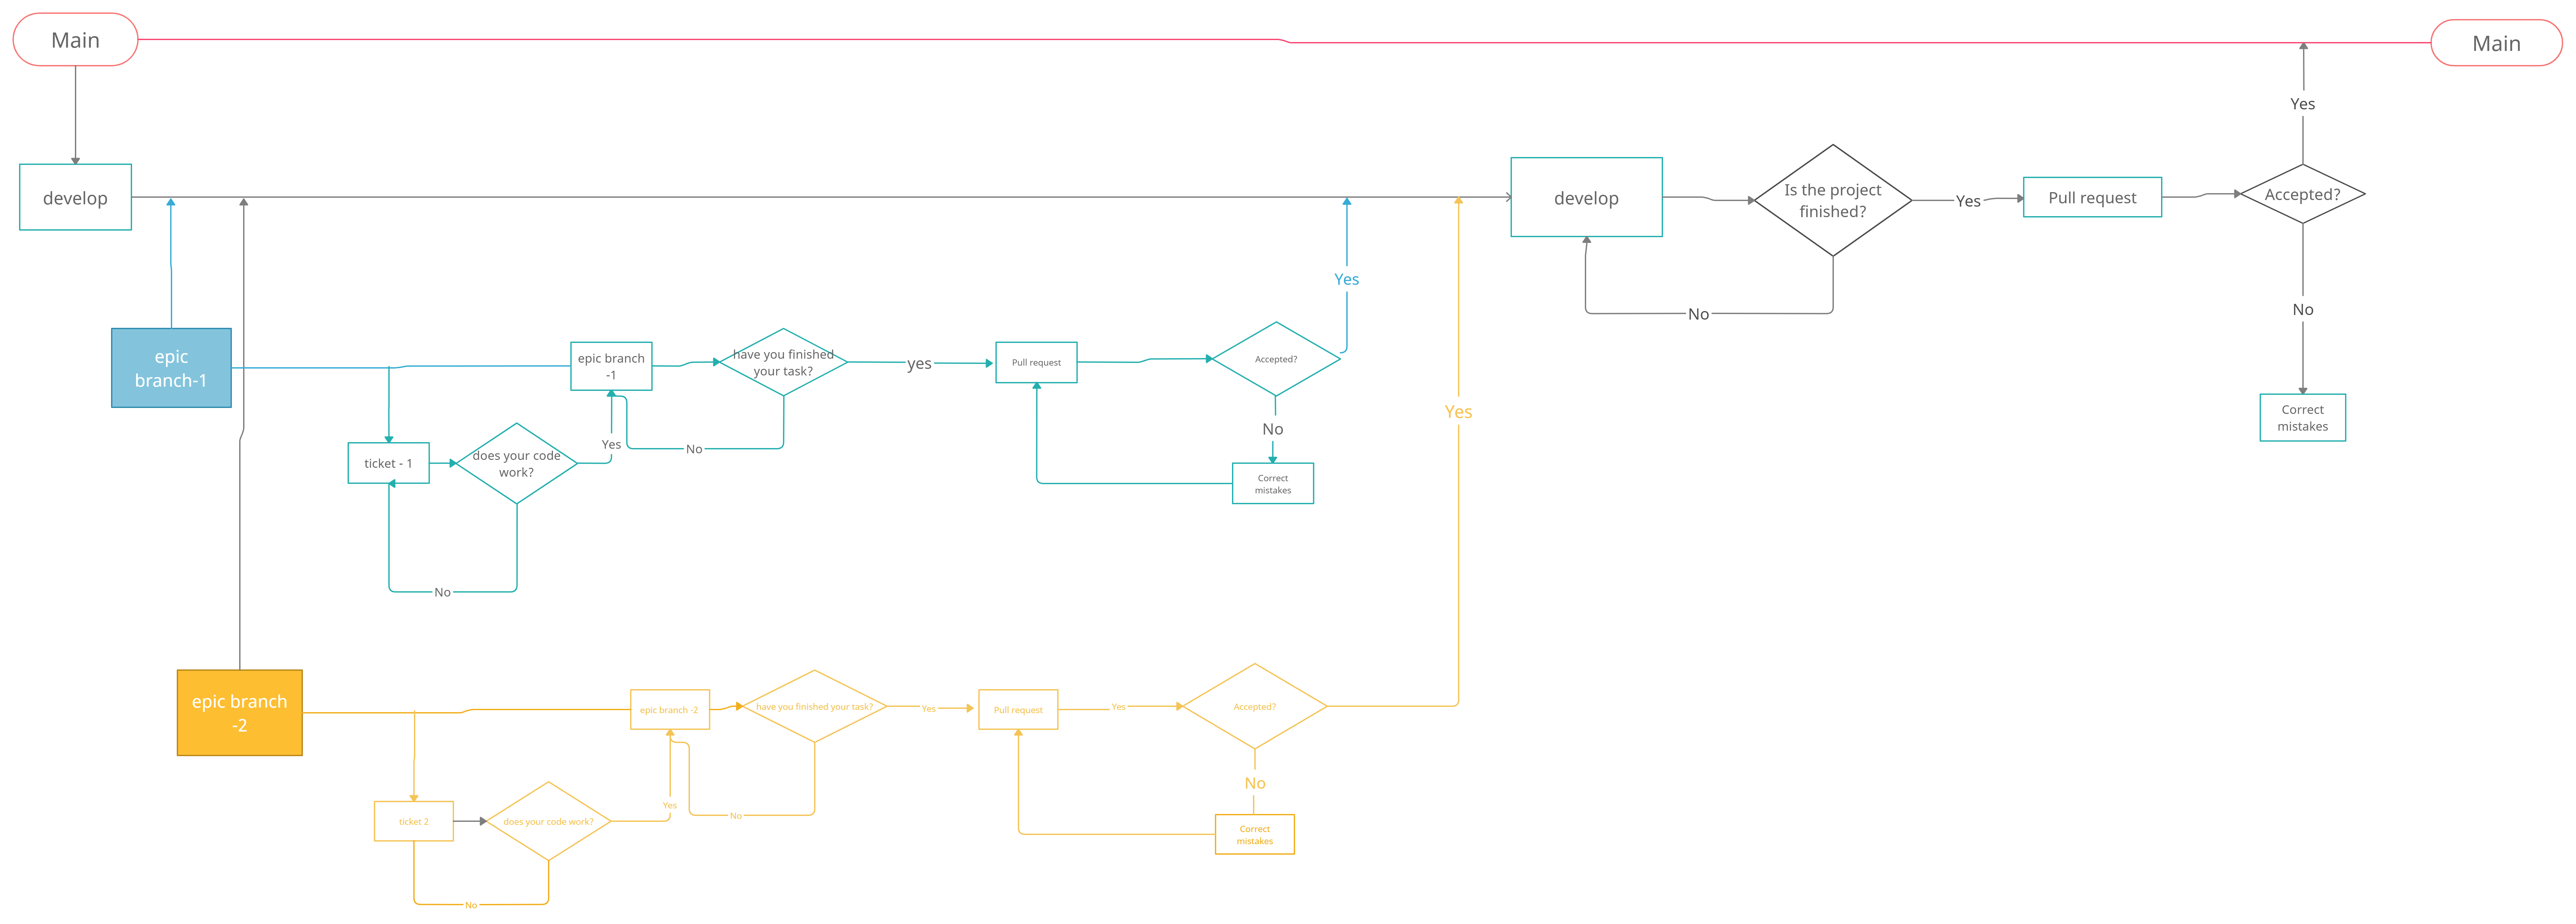 Main
Main
Yes
develop
develop
Is the project
finished?
Yes
Pull request
Accepted?
Yes
No
No
epic
branch-1
epic branch
-1
have you finished
your task?
yes
Pull request
Accepted?
No
Correct
mistakes
Yes
ticket - 1
does your code
work?
Yes
No
No
Correct
mistakes
No
epic branch
-2
epic branch -2
have you finished your task?
Yes
Pull request
Yes
Accepted?
Yes
No
ticket 2
does your code work?
Yes
No
Correct
mistakes
No